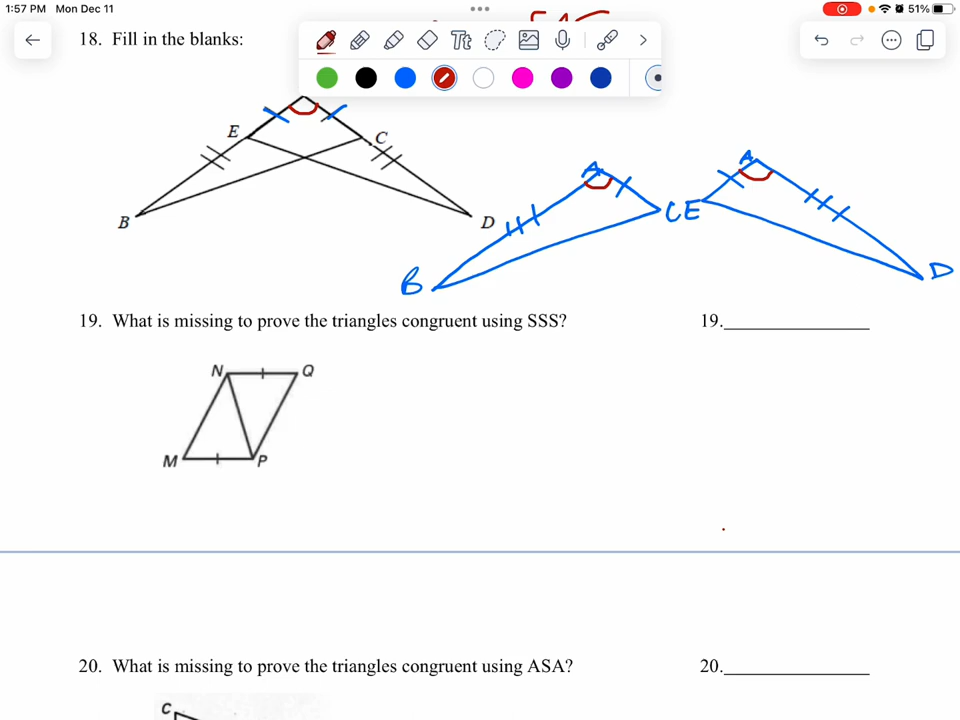 1:57 PM Mon Dec 11
51%
18. Fill in the blanks:
Tt
E
C
B
D
A
B
C
A
E
D
19. What is missing to prove the triangles congruent using SSS?
19.
N
Q
M
P
20. What is missing to prove the triangles congruent using ASA?
20.
C